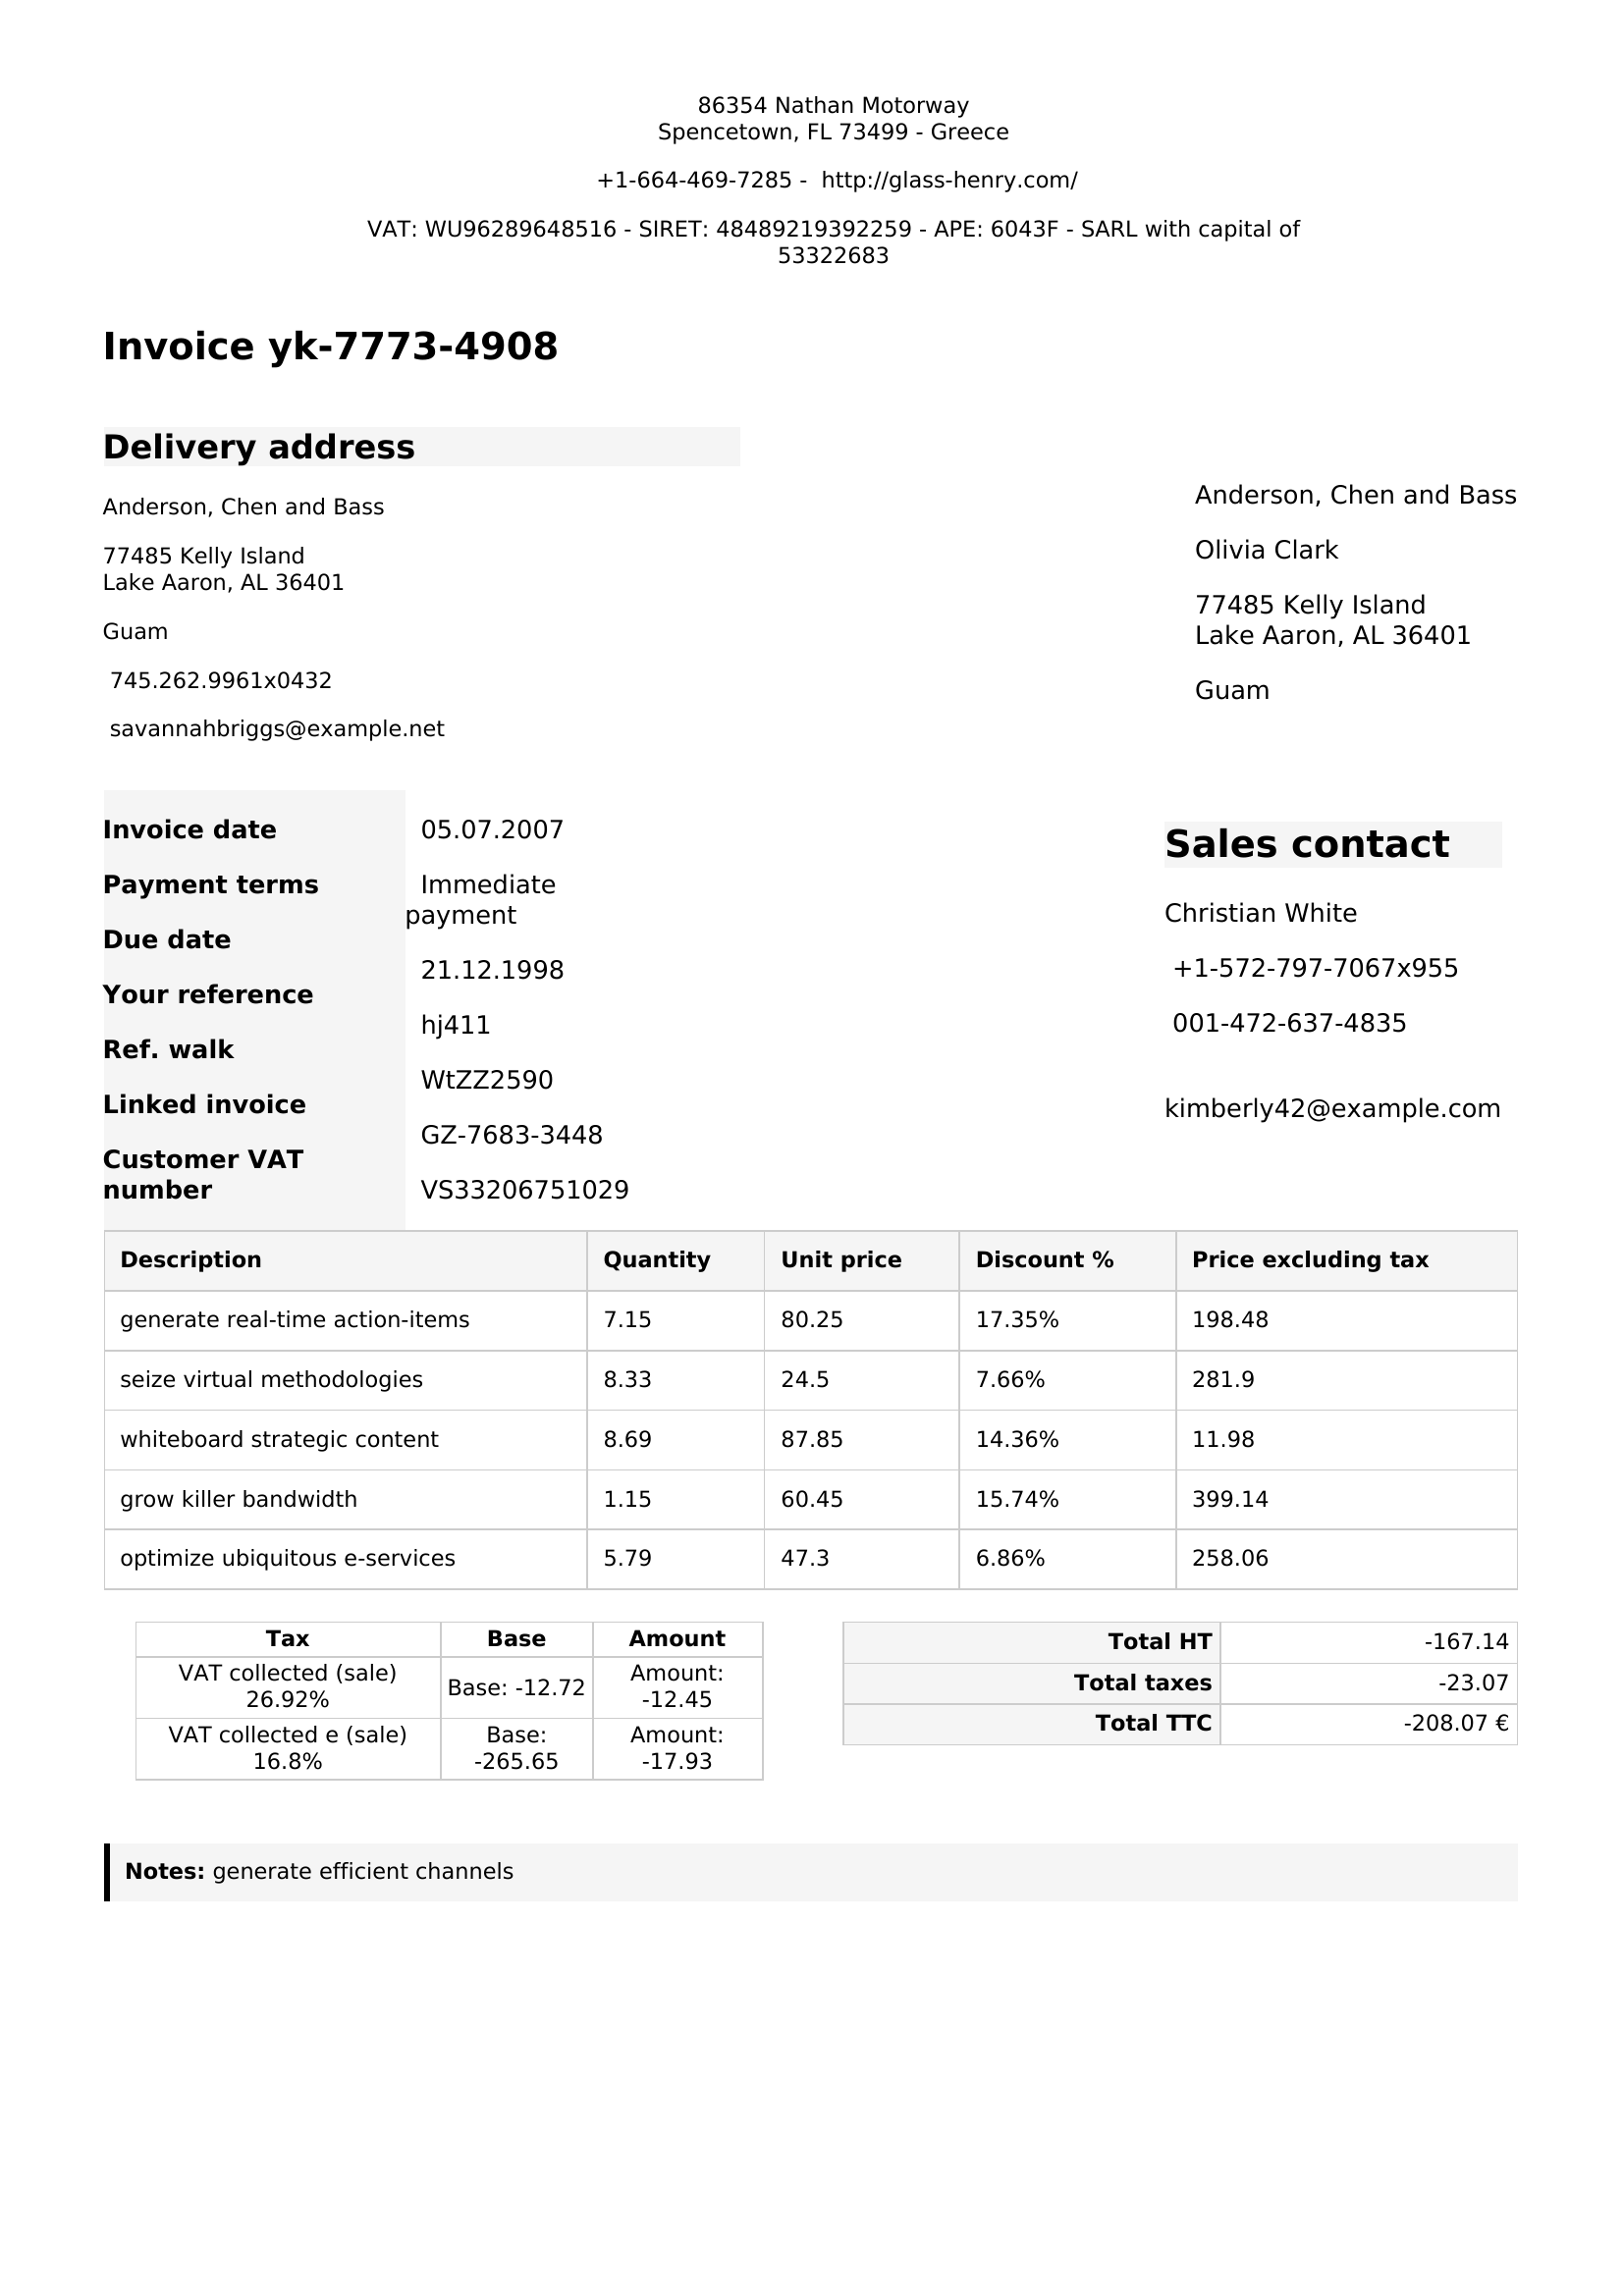 86354 Nathan Motorway
Spencetown, FL 73499 - Greece
+1-664-469-7285 - http://glass-henry.com/
VAT: WU96289648516 - SIRET: 48489219392259 - APE: 6043F - SARL with capital of
53322683
Invoice yk-7773-4908
Delivery address
Anderson, Chen and Bass
77485 Kelly Island
Lake Aaron, AL 36401
Guam
745.262.9961x0432
savannahbriggs@example.net
Anderson, Chen and Bass
Olivia Clark
77485 Kelly Island
Lake Aaron, AL 36401
Guam
Invoice date
Payment terms
Due date
Your reference
Ref. walk
Linked invoice
Customer VAT
number
05.07.2007
Immediate
payment
21.12.1998
hj411
WtZZ2590
GZ-7683-3448
VS33206751029
Sales contact
Christian White
+1-572-797-7067x955
001-472-637-4835
kimberly42@example.com
Description Quantity Unit price Discount % Price excluding tax
generate real-time action-items 7.15 80.25 17.35% 198.48
seize virtual methodologies 8.33 24.5 7.66% 281.9
whiteboard strategic content 8.69 87.85 14.36% 11.98
grow killer bandwidth 1.15 60.45 15.74% 399.14
optimize ubiquitous e-services 5.79 47.3 6.86% 258.06
Tax Base Amount
VAT collected (sale)
26.92%
Base: -12.72
Amount:
-12.45
VAT collected e (sale)
16.8%
Base:
-265.65
Amount:
-17.93
Total HT -167.14
Total taxes -23.07
Total TTC -208.07 €
Notes: generate efficient channels